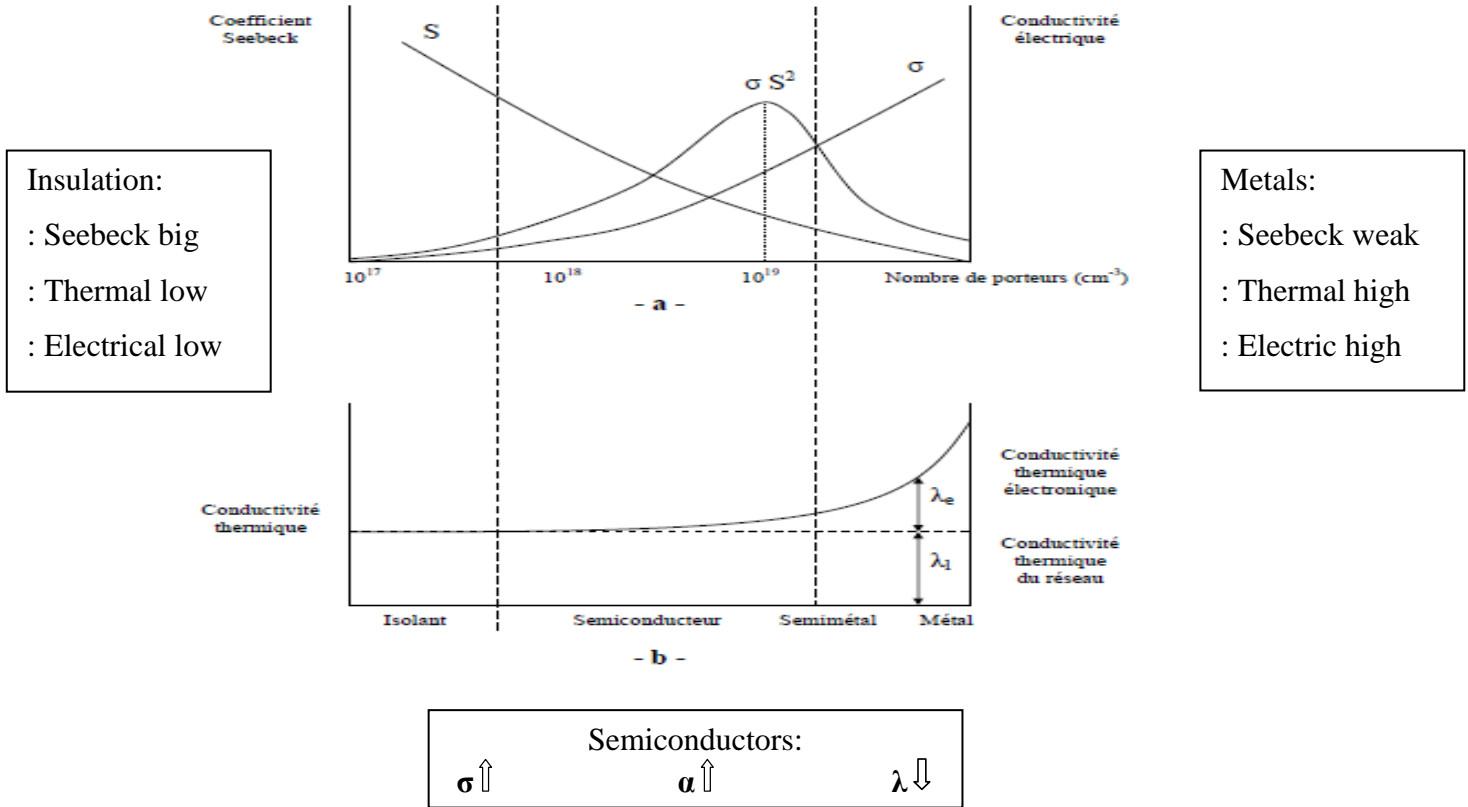 Coefficient
Seebeck
Conductivité
électrique
S
σ S²
σ
Insulation:
: Seebeck big
: Thermal low
: Electrical low
Metals:
: Seebeck weak
: Thermal high
: Electric high
10¹⁷
10¹⁸
10¹⁹
Nombre de porteurs (cm⁻³)
- a -
Conductivité
thermique
Conductivité
thermique
électronique
λₑ
Conductivité
thermique
du réseau
λ₁
Isolant
Semiconducteur
Semimétal
Métal
- b -
Semiconductors:
σ⇧ α⇧ λ⇩